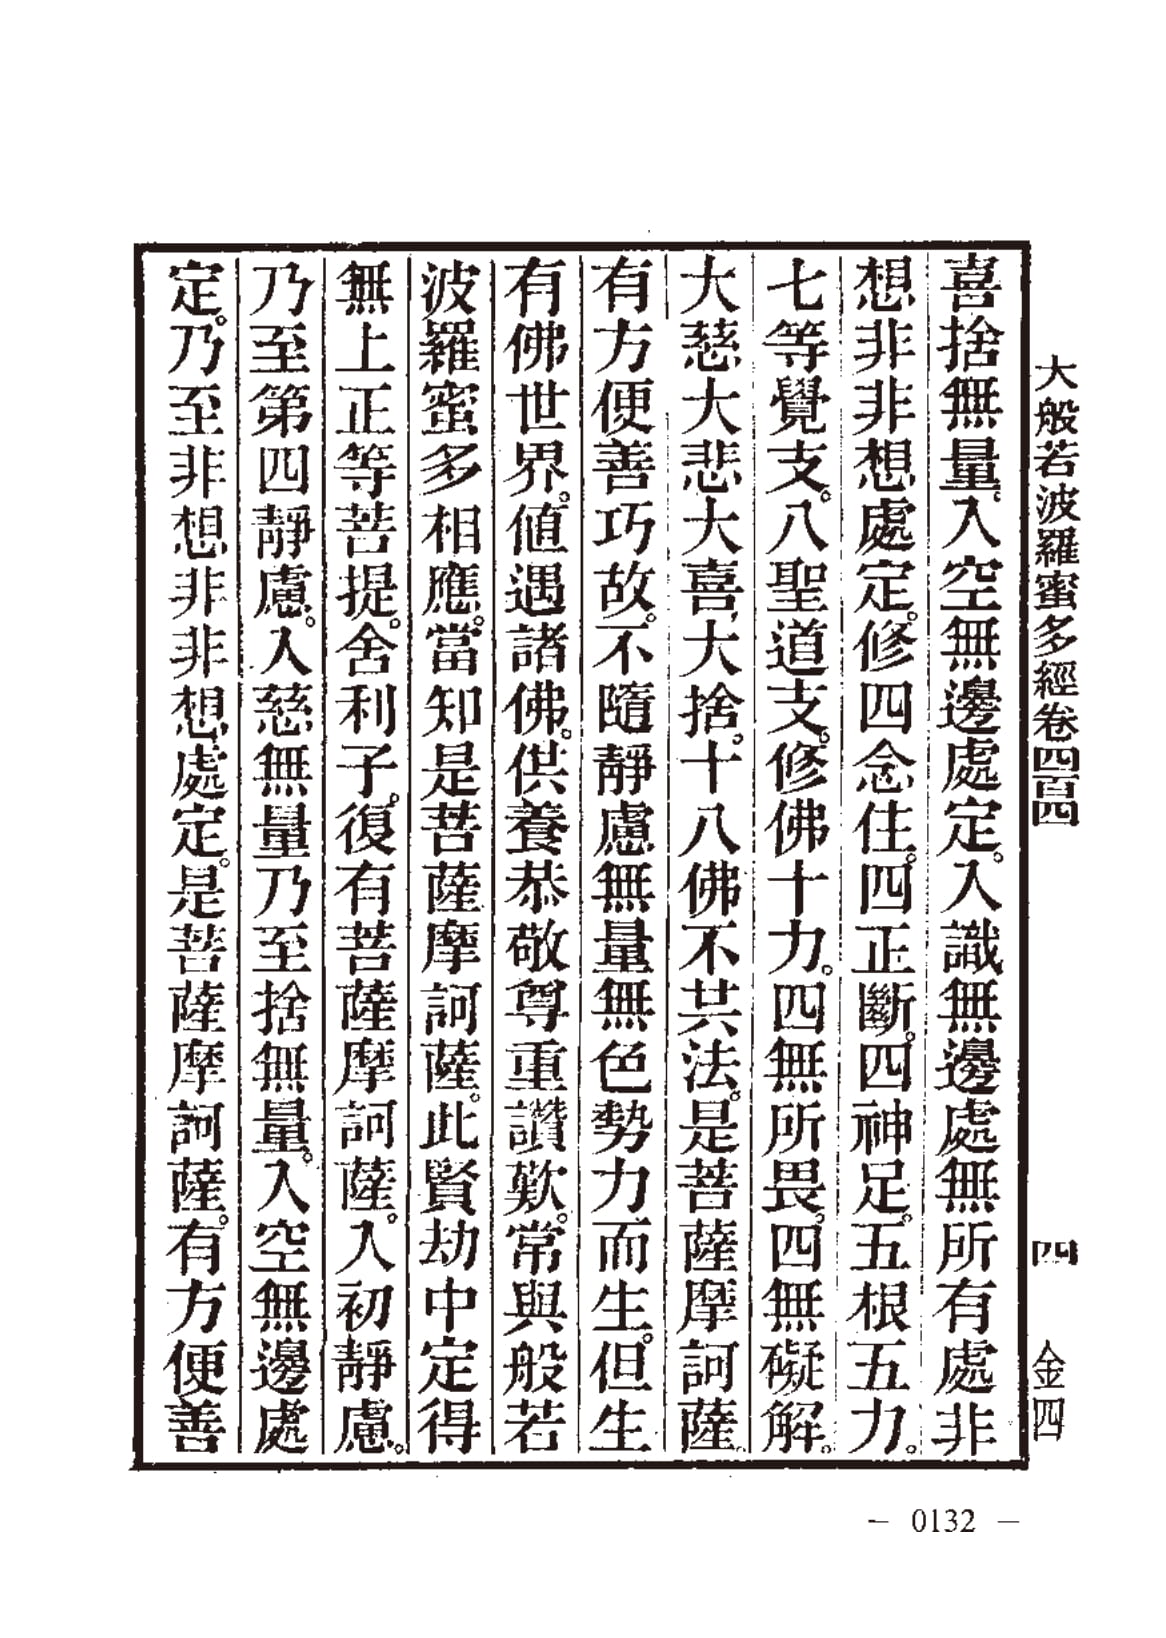 大般若波羅蜜多經卷四百四 四 金四
喜捨無量。入空無邊處定。入識無邊處無所有處非
想非非想處定。修四念住。四正斷。四神足。五根五力。
七等覺支。八聖道支。修佛十力。四無所畏。四無礙解。
大慈大悲大喜大捨。十八佛不共法。是菩薩摩訶薩。
有方便善巧故。不隨靜慮無量無色勢力而生。但生
有佛世界。値遇諸佛。供養恭敬尊重讚歎。常與般若
波羅蜜多相應。當知是菩薩摩訶薩。此賢劫中定得
無上正等菩提。舍利子。復有菩薩摩訶薩。入初靜慮。
乃至第四靜慮。入慈無量乃至捨無量。入空無邊處
定。乃至非想非非想處定。是菩薩摩訶薩。有方便善
— 0132 —